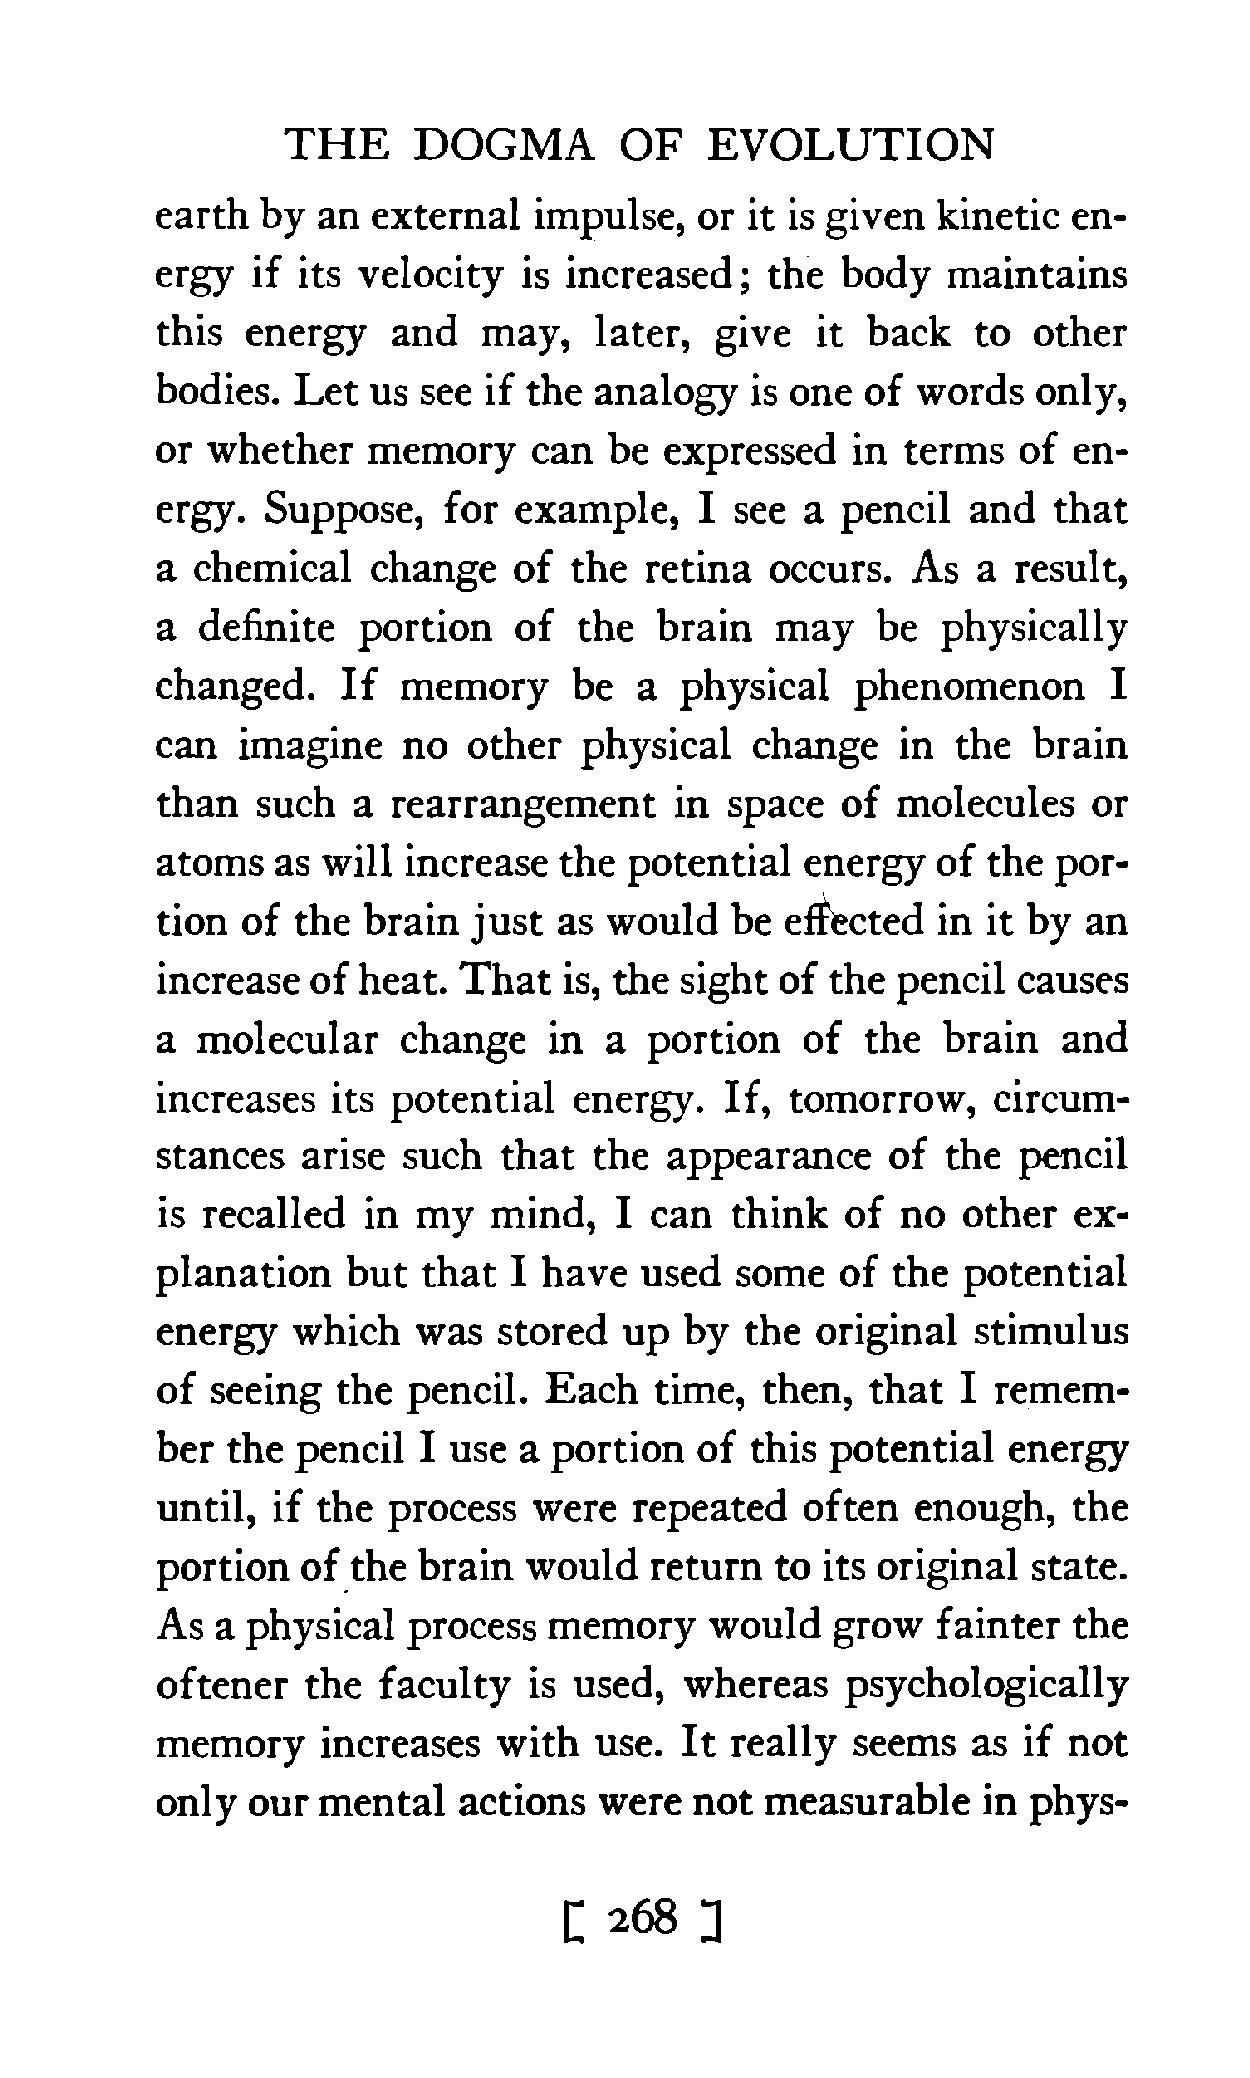 THE DOGMA OF EVOLUTION
earth by an external impulse, or it is given kinetic en-
ergy if its velocity is increased; the body maintains
this energy and may, later, give it back to other
bodies. Let us see if the analogy is one of words only,
or whether memory can be expressed in terms of en-
ergy. Suppose, for example, I see a pencil and that
a chemical change of the retina occurs. As a result,
a definite portion of the brain may be physically
changed. If memory be a physical phenomenon I
can imagine no other physical change in the brain
than such a rearrangement in space of molecules or
atoms as will increase the potential energy of the por-
tion of the brain just as would be effected in it by an
increase of heat. That is, the sight of the pencil causes
a molecular change in a portion of the brain and
increases its potential energy. If, tomorrow, circum-
stances arise such that the appearance of the pencil
is recalled in my mind, I can think of no other ex-
planation but that I have used some of the potential
energy which was stored up by the original stimulus
of seeing the pencil. Each time, then, that I remem-
ber the pencil I use a portion of this potential energy
until, if the process were repeated often enough, the
portion of the brain would return to its original state.
As a physical process memory would grow fainter the
oftener the faculty is used, whereas psychologically
memory increases with use. It really seems as if not
only our mental actions were not measurable in phys-
[ 268 ]